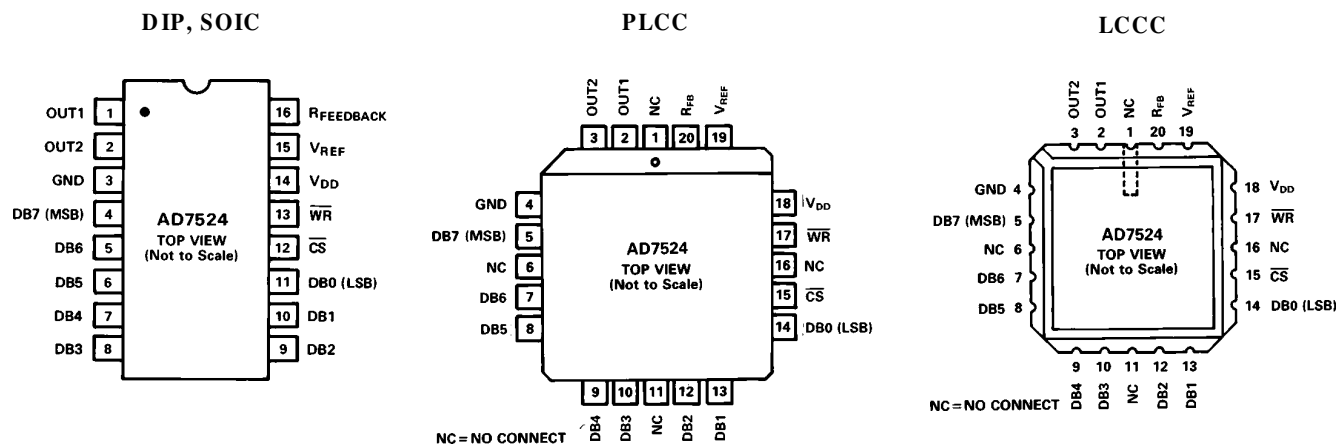 DIP, SOIC
OUT1 1
OUT2 2
GND 3
DB7 (MSB) 4
DB6 5
DB5 6
DB4 7
DB3 8
16 RFEEDBACK
15 VREF
14 VDD
13 WR
12 CS
11 DB0 (LSB)
10 DB1
9 DB2
AD7524
TOP VIEW
(Not to Scale)
PLCC
OUT2 OUT1 NC RFB VREF
3 2 1 20 19
GND 4
DB7 (MSB) 5
NC 6
DB6 7
DB5 8
18 VDD
17 WR
16 NC
15 CS
14 DB0 (LSB)
AD7524
TOP VIEW
(Not to Scale)
9 10 11 12 13
DB4 DB3 NC DB2 DB1
NC = NO CONNECT
LCCC
OUT2 OUT1 NC RFB VREF
3 2 1 20 19
GND 4
DB7 (MSB) 5
NC 6
DB6 7
DB5 8
18 VDD
17 WR
16 NC
15 CS
14 DB0 (LSB)
AD7524
TOP VIEW
(Not to Scale)
9 10 11 12 13
DB4 DB3 NC DB2 DB1
NC = NO CONNECT